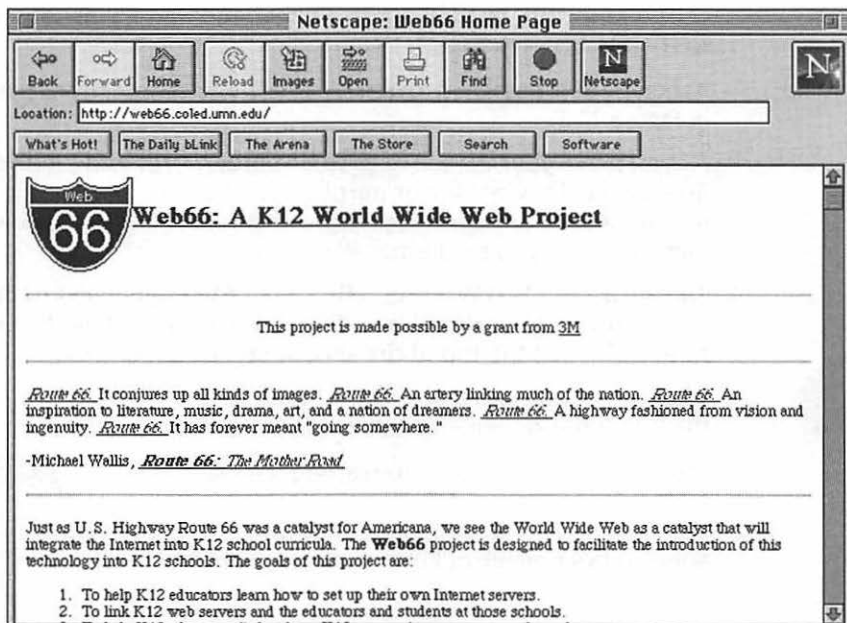 Netscape: Web66 Home Page
Back Forward Home Reload Images Open Print Find Stop Netscape
N
N
Location: http://web66.coled.umn.edu/
What's Hot! The Daily bLink The Arena The Store Search Software
Web
66
Web66: A K12 World Wide Web Project
This project is made possible by a grant from 3M
Route 66. It conjures up all kinds of images. Route 66. An artery linking much of the nation. Route 66. An
inspiration to literature, music, drama, art, and a nation of dreamers. Route 66. A highway fashioned from vision and
ingenuity. Route 66. It has forever meant "going somewhere."
-Michael Wallis, Route 66: The Mother Road
Just as U.S. Highway Route 66 was a catalyst for Americana, we see the World Wide Web as a catalyst that will
integrate the Internet into K12 school curricula. The Web66 project is designed to facilitate the introduction of this
technology into K12 schools. The goals of this project are:
1. To help K12 educators learn how to set up their own Internet servers.
2. To link K12 web servers and the educators and students at those schools.